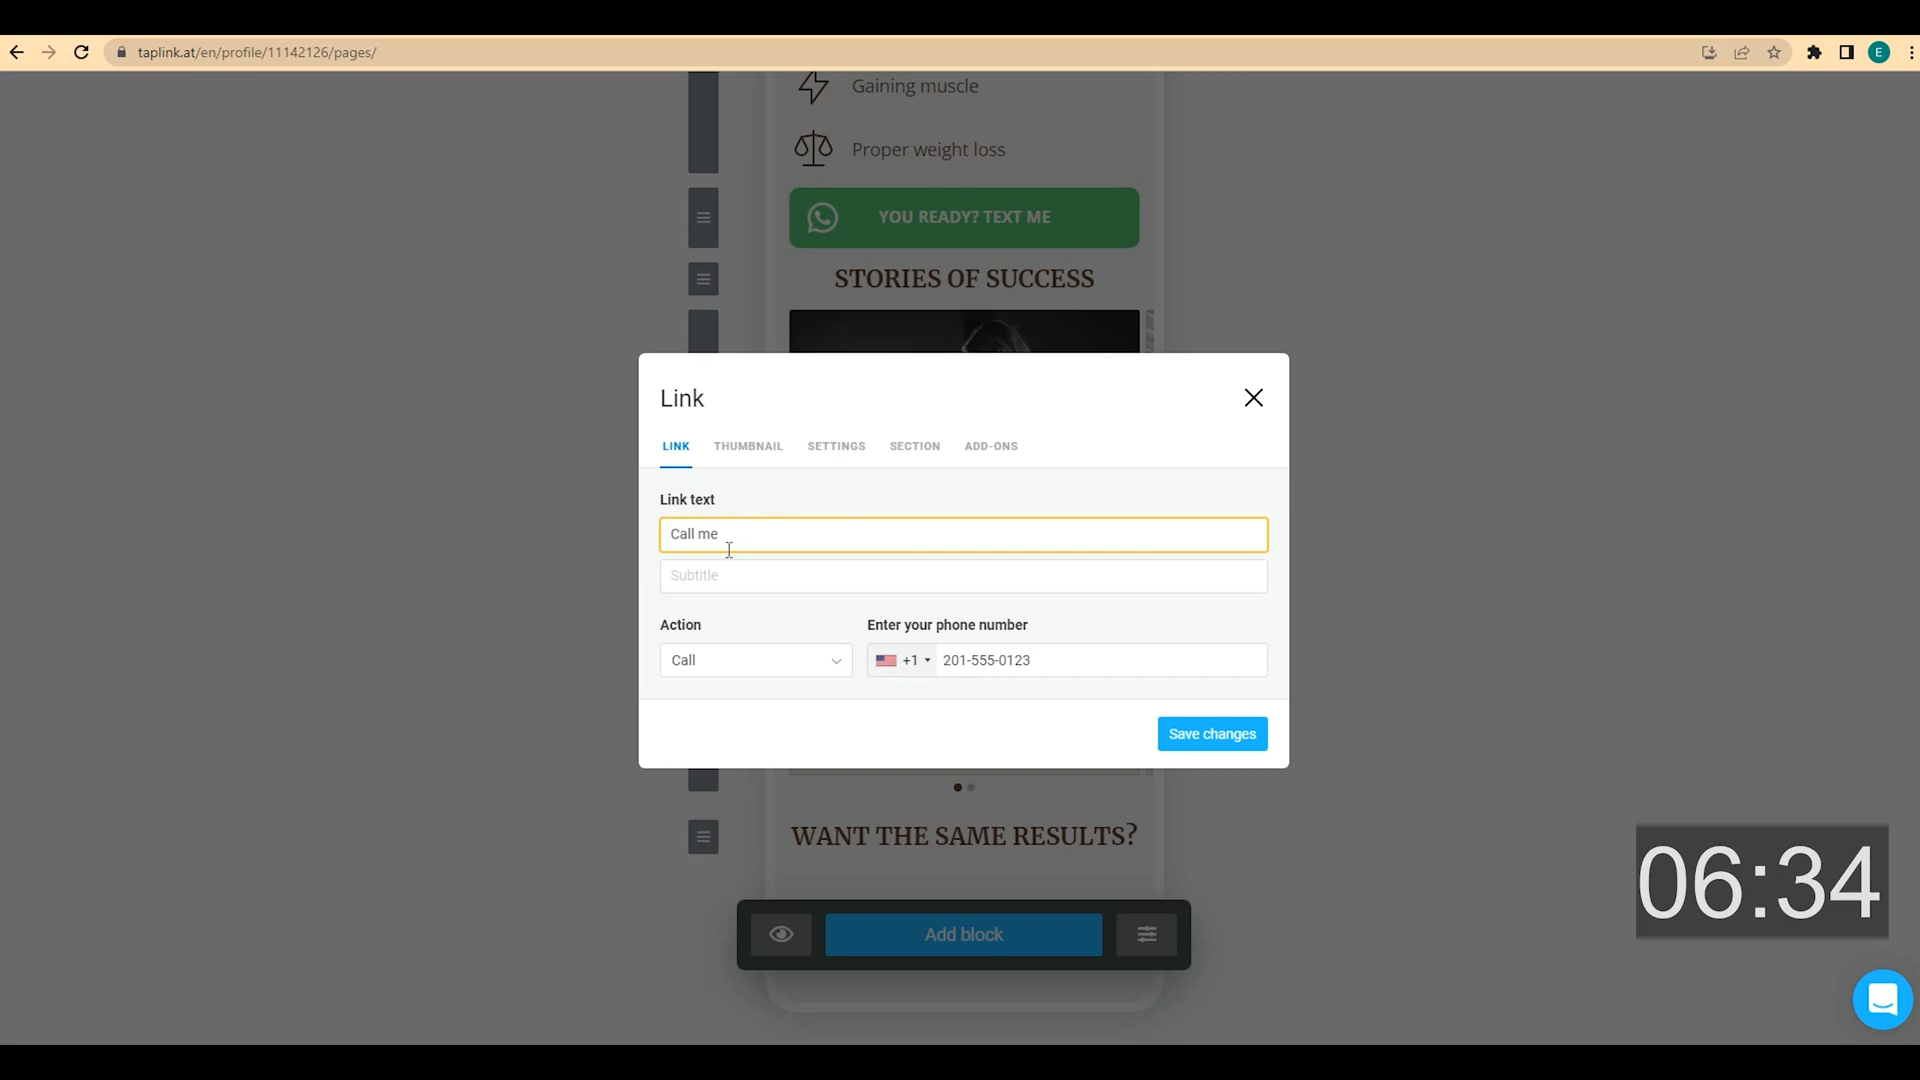 taplink.at/en/profile/11142126/pages/
E
Gaining muscle
Proper weight loss
YOU READY? TEXT ME
STORIES OF SUCCESS
Link
LINK THUMBNAIL SETTINGS SECTION ADD-ONS
Link text
Call me
Subtitle
Action Enter your phone number
Call +1 201-555-0123
Save changes
WANT THE SAME RESULTS?
Add block
06:34